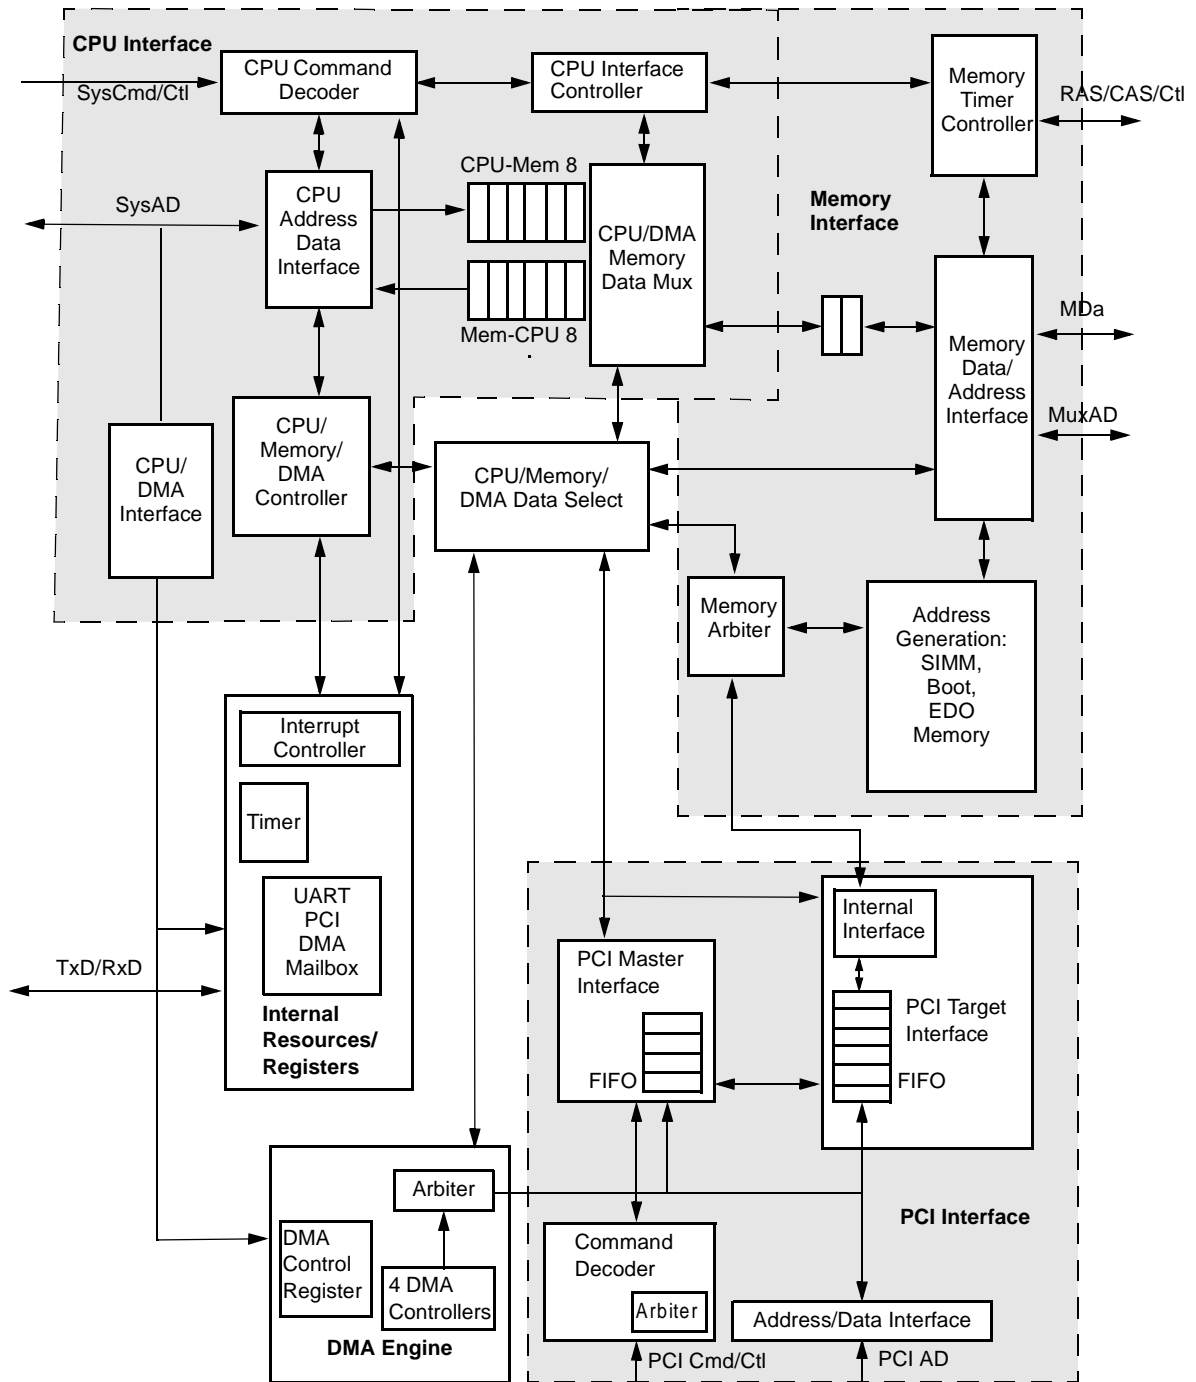 CPU Interface
CPU Command
Decoder
CPU Interface
Controller
Memory
Timer
Controller
SysCmd/Ctl
RAS/CAS/Ctl
CPU-Mem 8
CPU
Address
Data
Interface
SysAD
Memory
Interface
CPU/DMA
Memory
Data Mux
Mem-CPU 8
MDa
Memory
Data/
Address
Interface
MuxAD
CPU/
DMA
Interface
CPU/
Memory/
DMA
Controller
CPU/Memory/
DMA Data Select
Memory
Arbiter
Address
Generation:
SIMM,
Boot,
EDO
Memory
Interrupt
Controller
Timer
UART
PCI
DMA
Mailbox
TxD/RxD
Internal
Resources/
Registers
PCI Master
Interface
FIFO
Internal
Interface
PCI Target
Interface
FIFO
Arbiter
DMA
Control
Register
4 DMA
Controllers
DMA Engine
PCI Interface
Command
Decoder
Arbiter
Address/Data Interface
PCI Cmd/Ctl
PCI AD